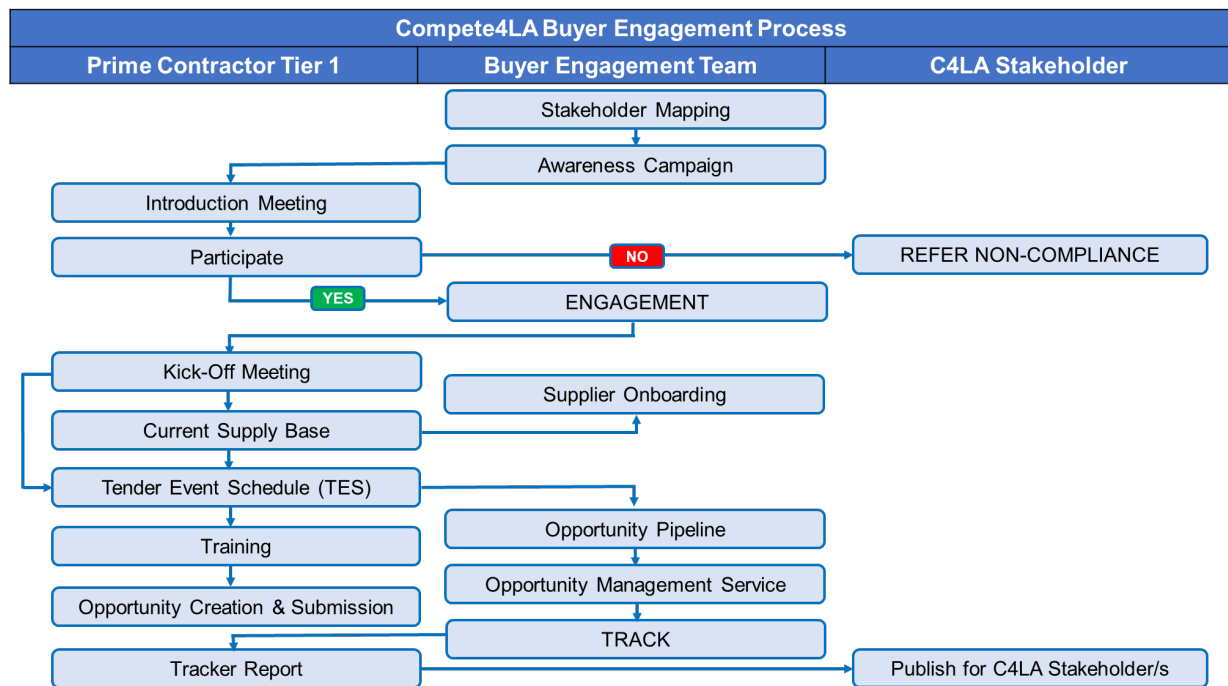 Compete4LA Buyer Engagement Process
Prime Contractor Tier 1
Buyer Engagement Team
C4LA Stakeholder
Stakeholder Mapping
Awareness Campaign
Introduction Meeting
Participate
NO
REFER NON-COMPLIANCE
YES
ENGAGEMENT
Kick-Off Meeting
Supplier Onboarding
Current Supply Base
Tender Event Schedule (TES)
Opportunity Pipeline
Training
Opportunity Management Service
Opportunity Creation & Submission
TRACK
Tracker Report
Publish for C4LA Stakeholder/s